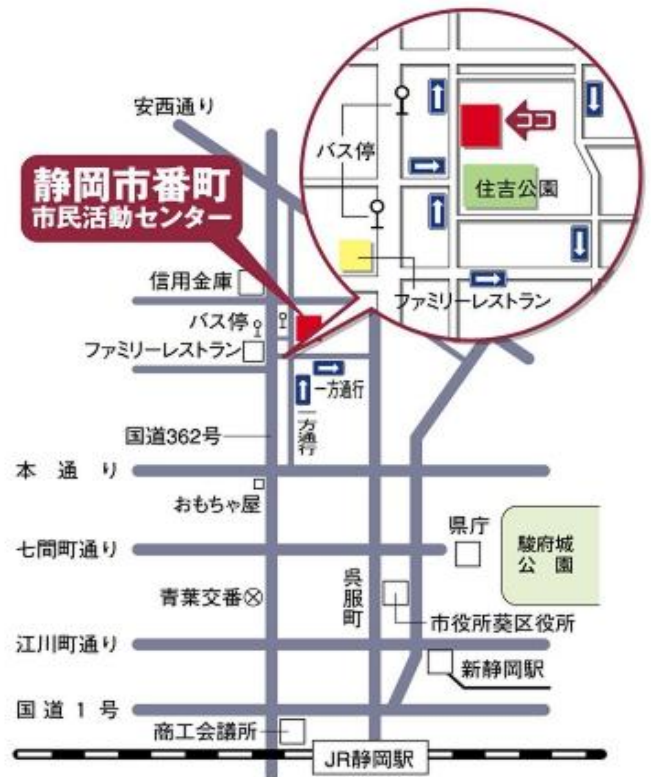 安西通り
静岡市番町
市民活動センター
バス停
ココ
住吉公園
ファミリーレストラン
信用金庫
バス停
ファミリーレストラン
一方通行
一方通行
国道362号
本通り
おもちゃ屋
七間町通り
県庁
駿府城
公園
青葉交番
呉服町
市役所葵区役所
江川町通り
新静岡駅
国道1号
商工会議所
JR静岡駅